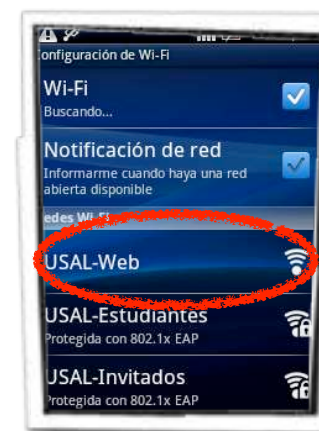 onfiguración de Wi-Fi
Wi-Fi
Buscando...
Notificación de red
Informarme cuando haya una red
abierta disponible
edes Wi-Fi
USAL-Web
USAL-Estudiantes
Protegida con 802.1x EAP
USAL-Invitados
Protegida con 802.1x EAP